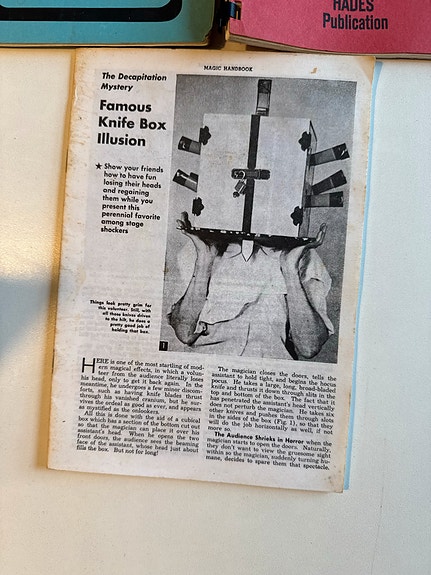 HADES
Publication
MAGIC HANDBOOK
3
The Decapitation
Mystery
Famous
Knife Box
Illusion
★ Show your friends
how to have fun
losing their heads
and regaining
them while you
present this
perennial favorite
among stage
shockers
Things look pretty grim for
this volunteer. Still, with
all those knives driven
to the hilt, he does a
pretty good job of
holding that box.
1
HERE is one of the most startling of mod-
ern magical effects, in which a volun-
teer from the audience literally loses
his head, only to get it back again. In the
meantime, he undergoes a few minor discom-
forts, such as having knife blades thrust
through his vanished cranium, but he sur-
vives the ordeal as good as ever, and appears
as mystified as the onlookers.
All this is done with the aid of a cubical
box which has a section of the bottom cut out
so that the magician can place it over his
assistant's head. When he opens the two
front doors, the audience sees the beaming
face of the assistant, whose head just about
fills the box. But not for long!
The magician closes the doors, tells the
assistant to hold tight, and begins the hocus
pocus. He takes a large, long, broad-bladed
knife and thrusts it down through slits in the
top and bottom of the box. The fact that it
has penetrated the assistant's head vertically
does not perturb the magician. He takes six
other knives and pushes them through slots
in the sides of the box (Fig. 1), so that they
will do the job horizontally as well, if not
more so.
The Audience Shrieks in Horror when the
magician starts to open the doors. Naturally,
they don't want to view the gruesome sight
within so the magician, suddenly turning hu-
mane, decides to spare them that spectacle.